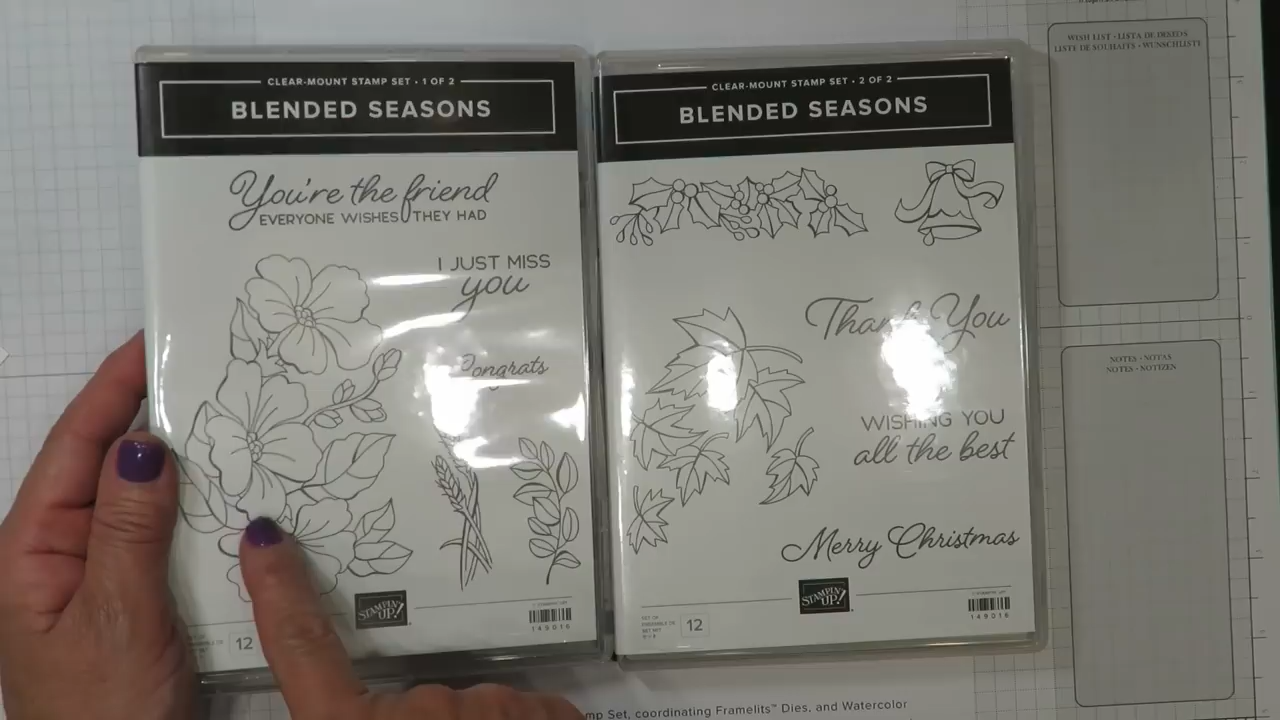 CLEAR-MOUNT STAMP SET • 1 OF 2
BLENDED SEASONS
You're the friend
EVERYONE WISHES THEY HAD
I JUST MISS
you
Congrats
STAMPIN' UP!
149016
12
CLEAR-MOUNT STAMP SET • 2 OF 2
BLENDED SEASONS
Thank You
WISHING YOU
all the best
Merry Christmas
STAMPIN' UP!
149016
12
WISH LIST • LISTA DE DESEOS
LISTE DE SOUHAITS • WUNSCHLISTE
NOTES • NOTAS
NOTES • NOTIZEN
Set, coordinating Framelits™ Dies, and Watercolor